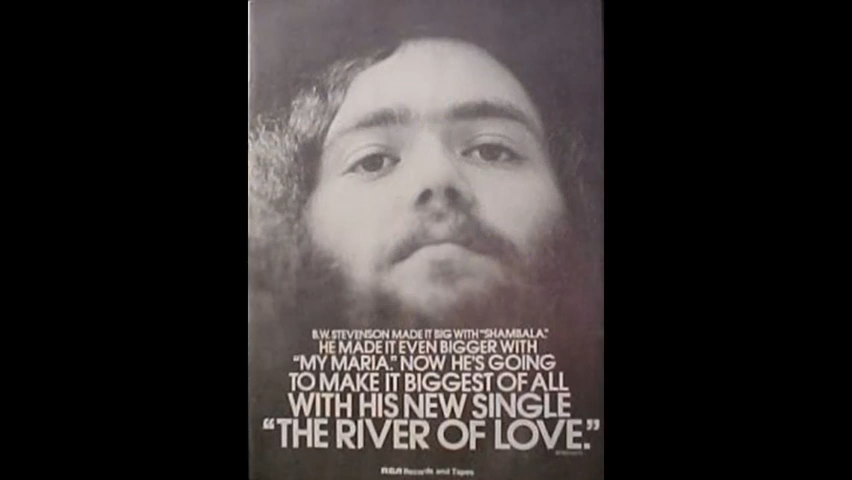 B.W. STEVENSON MADE IT BIG WITH "SHAMBALA."
HE MADE IT EVEN BIGGER WITH
"MY MARIA." NOW HE'S GOING
TO MAKE IT BIGGEST OF ALL
WITH HIS NEW SINGLE
"THE RIVER OF LOVE."
RCA Records and Tapes